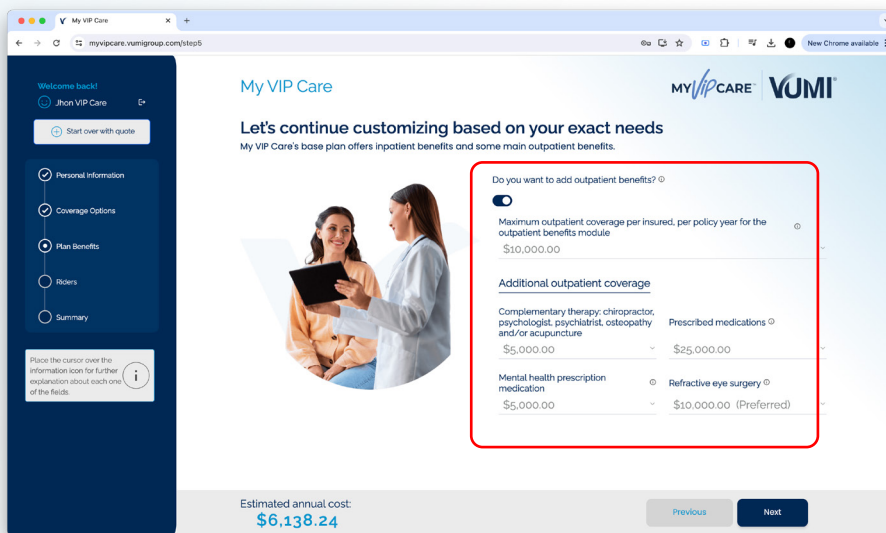 My VIP Care
myvipcare.vumigroup.com/step5
New Chrome available
Welcome back!
Jhon VIP Care
Start over with quote
Personal Information
Coverage Options
Plan Benefits
Riders
Summary
Place the cursor over the
information icon for further
explanation about each one
of the fields.
i
My VIP Care
MY VIP CARE™ VUMI®
Let's continue customizing based on your exact needs
My VIP Care's base plan offers inpatient benefits and some main outpatient benefits.
Do you want to add outpatient benefits?
Maximum outpatient coverage per insured, per policy year for the
outpatient benefits module
$10,000.00
Additional outpatient coverage
Complementary therapy: chiropractor,
psychologist, psychiatrist, osteopathy
and/or acupuncture
$5,000.00
Prescribed medications
$25,000.00
Mental health prescription
medication
$5,000.00
Refractive eye surgery
$10,000.00 (Preferred)
Estimated annual cost:
$6,138.24
Previous
Next